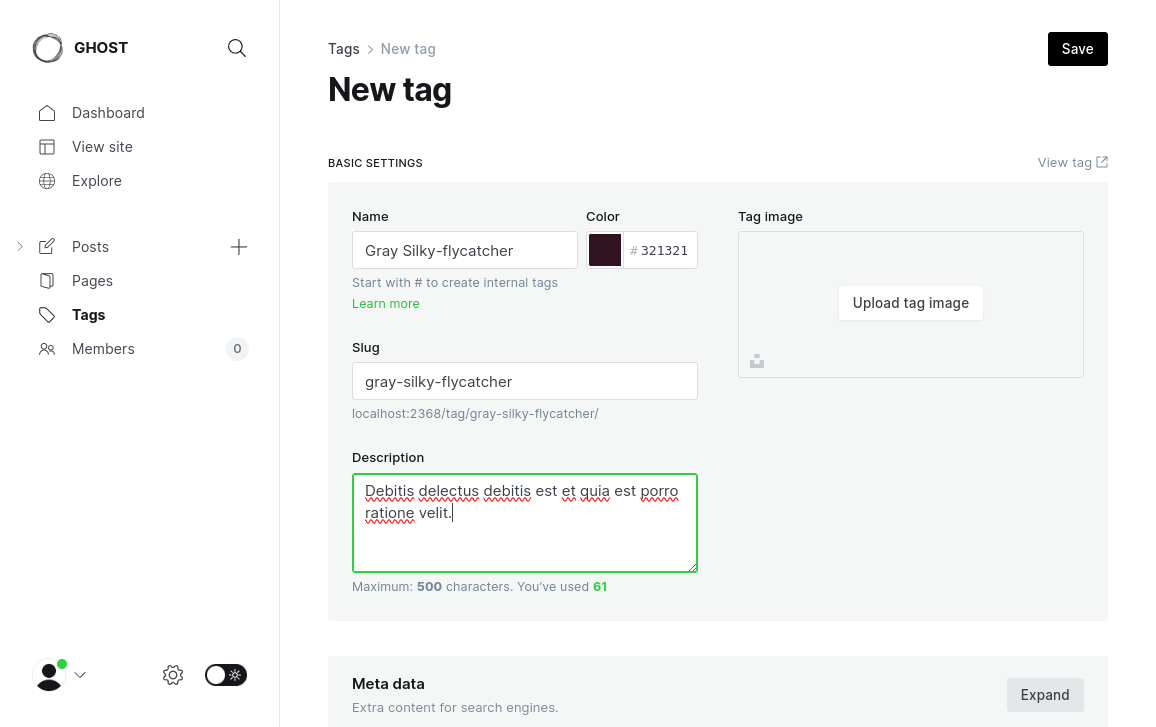 GHOST
Dashboard
View site
Explore
Posts
Pages
Tags
Members 0
Tags New tag
Save
New tag
BASIC SETTINGS
View tag
Name
Color
Tag image
Gray Silky-flycatcher
# 321321
Start with # to create internal tags
Learn more
Upload tag image
Slug
gray-silky-flycatcher
localhost:2368/tag/gray-silky-flycatcher/
Description
Debitis delectus debitis est et quia est porro
ratione velit.
Maximum: 500 characters. You’ve used 61
Meta data
Extra content for search engines.
Expand